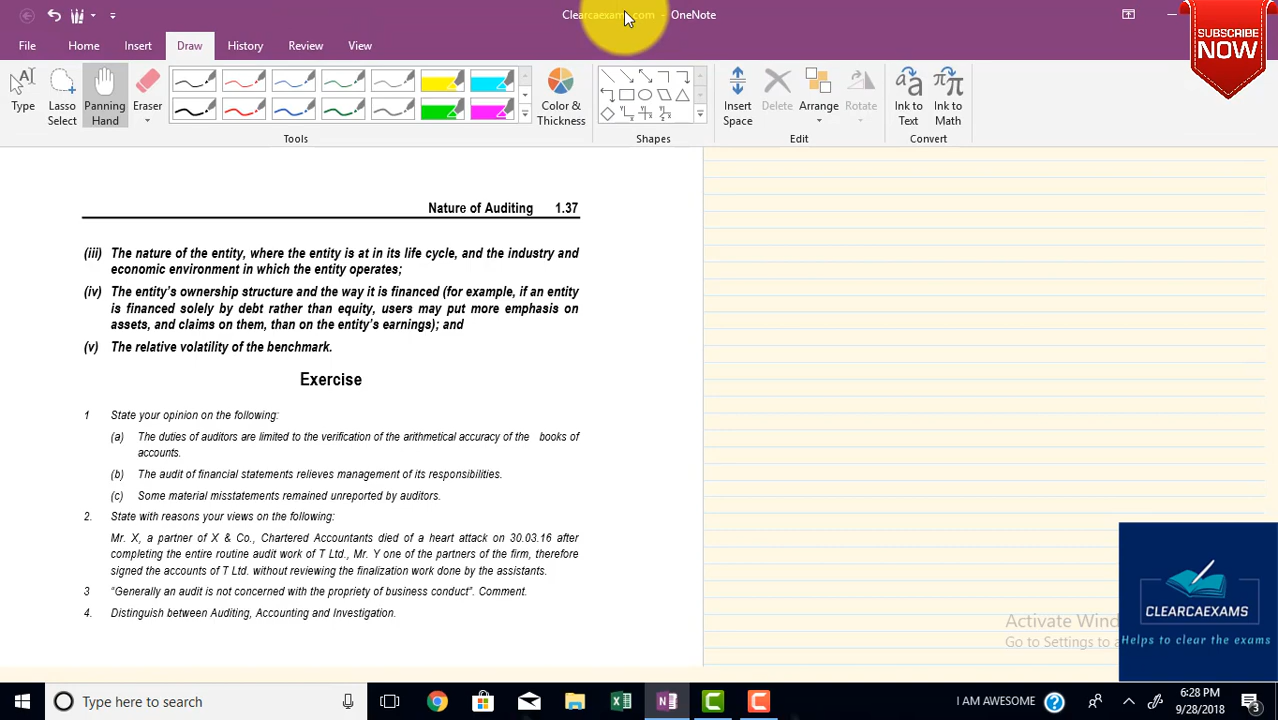 Clearcaexams.com - OneNote
SUBSCRIBE
NOW
File Home Insert Draw History Review View
Type
Lasso
Select
Panning
Hand
Eraser
Color &
Thickness
Insert
Space
Delete
Arrange
Rotate
Ink to
Text
Ink to
Math
Tools
Shapes
Edit
Convert
Nature of Auditing 1.37
(iii) The nature of the entity, where the entity is at in its life cycle, and the industry and
economic environment in which the entity operates;
(iv) The entity's ownership structure and the way it is financed (for example, if an entity
is financed solely by debt rather than equity, users may put more emphasis on
assets, and claims on them, than on the entity's earnings); and
(v) The relative volatility of the benchmark.
Exercise
1 State your opinion on the following:
(a) The duties of auditors are limited to the verification of the arithmetical accuracy of the books of
accounts.
(b) The audit of financial statements relieves management of its responsibilities.
(c) Some material misstatements remained unreported by auditors.
2. State with reasons your views on the following:
Mr. X, a partner of X & Co., Chartered Accountants died of a heart attack on 30.03.16 after
completing the entire routine audit work of T Ltd., Mr. Y one of the partners of the firm, therefore
signed the accounts of T Ltd. without reviewing the finalization work done by the assistants.
3 "Generally an audit is not concerned with the propriety of business conduct". Comment.
4. Distinguish between Auditing, Accounting and Investigation.
Activate Wind
Go to Settings to a
CLEARCAEXAMS
Helps to clear the exams
Type here to search
I AM AWESOME
6:28 PM
9/28/2018
3